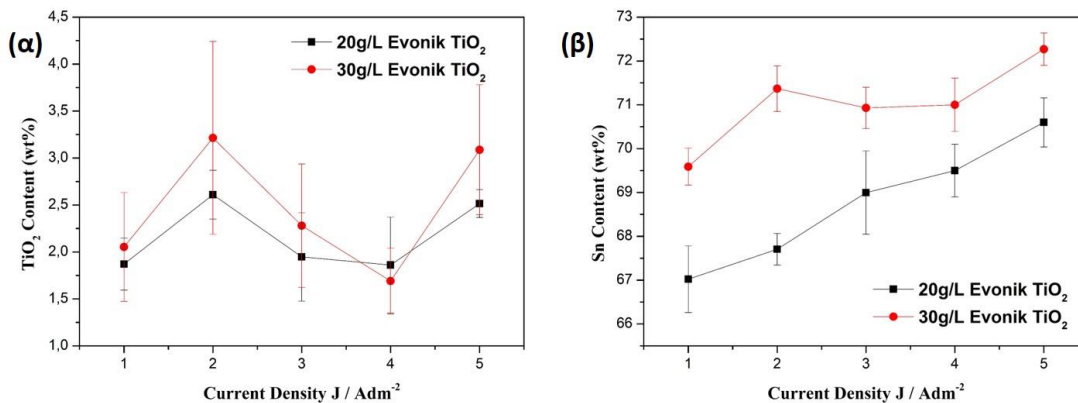 (α)
4,5
4,0
3,5
3,0
2,5
2,0
1,5
1,0
TiO2 Content (wt%)
20g/L Evonik TiO2
30g/L Evonik TiO2
1 2 3 4 5
Current Density J / Adm-2
(β)
73
72
71
70
69
68
67
66
Sn Content (wt%)
20g/L Evonik TiO2
30g/L Evonik TiO2
1 2 3 4 5
Current Density J / Adm-2